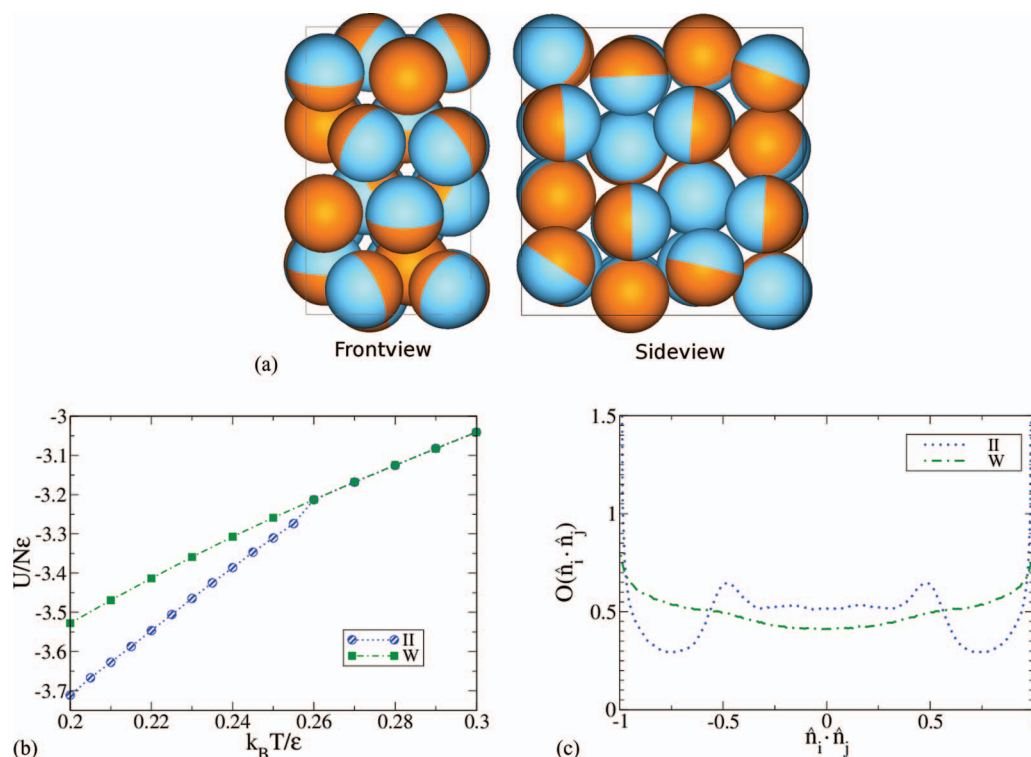 Frontview
Sideview
(a)
-3
-3.1
-3.2
-3.3
-3.4
-3.5
-3.6
-3.7
U/Nε
II
W
0.2
0.22
0.24
0.26
0.28
0.3
k_BT/ε
(b)
1.5
1
0.5
0
O(n̂_i · n̂_j)
II
W
-1
-0.5
0
0.5
n̂_i · n̂_j
(c)